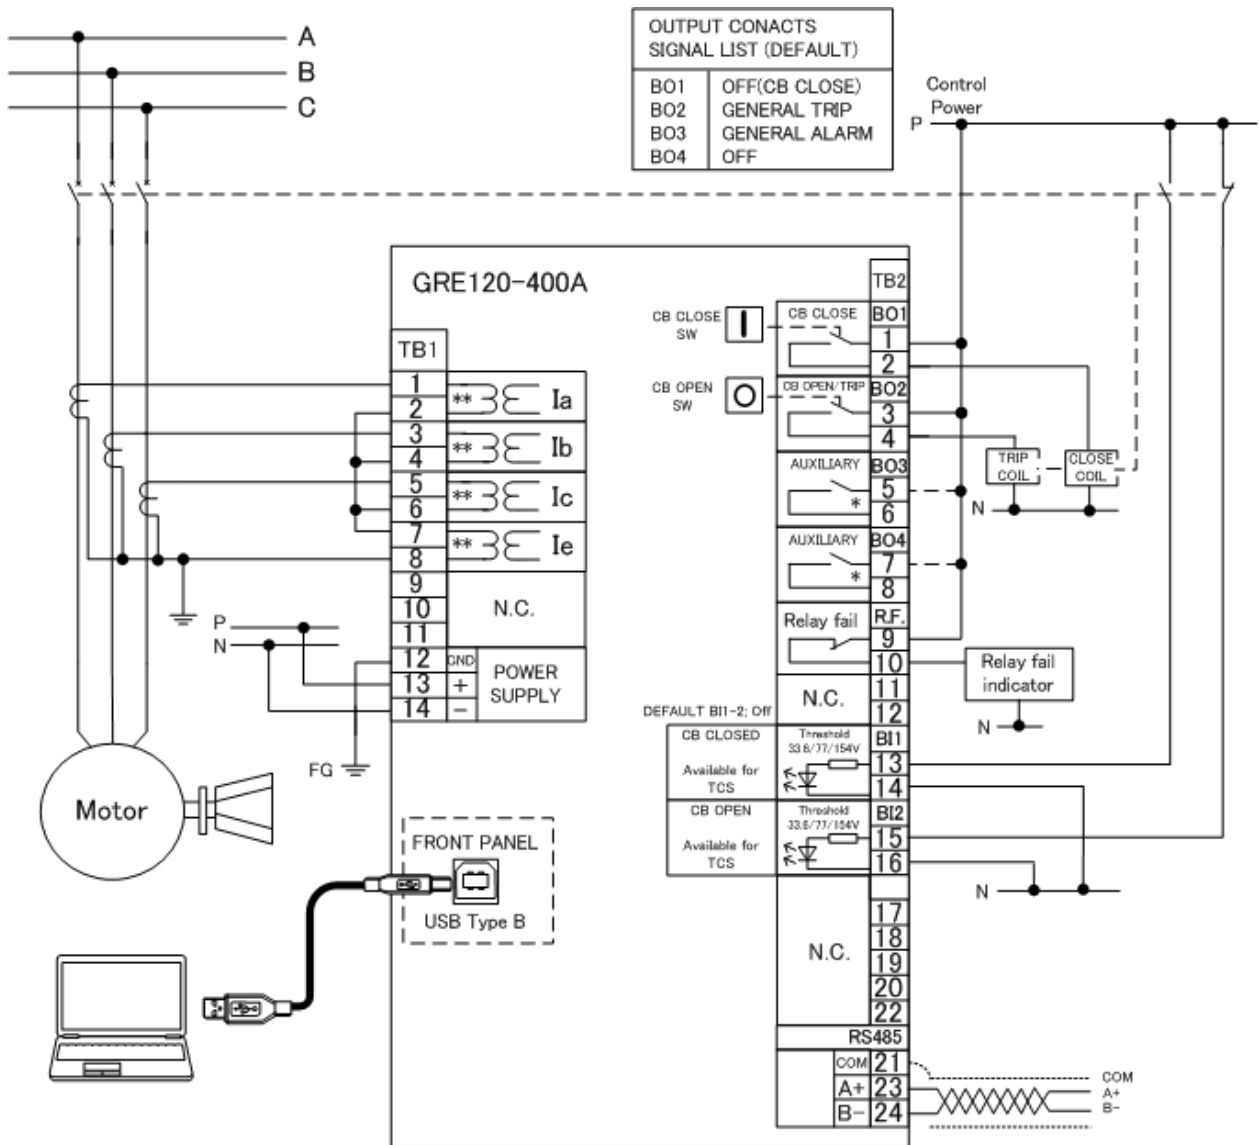 A
B
C
OUTPUT CONACTS
SIGNAL LIST (DEFAULT)
BO1 OFF(CB CLOSE)
BO2 GENERAL TRIP
BO3 GENERAL ALARM
BO4 OFF
Control
Power
P
GRE120-400A
TB1
1
2
** Ia
3
4
** Ib
5
6
** Ic
7
8
** Ie
9
10
11
N.C.
12 GND
13 +
14 -
POWER
SUPPLY
P
N
FG
Motor
FRONT PANEL
USB Type B
TB2
CB CLOSE
SW
CB CLOSE BO1
1
2
CB OPEN
SW
CB OPEN/TRIP BO2
3
4
AUXILIARY BO3
5
* 6
AUXILIARY BO4
7
* 8
Relay fail R.F.
9
10
N.C.
11
12
TRIP
COIL
CLOSE
COIL
N
Relay fail
indicator
N
DEFAULT BI1-2; Off
CB CLOSED
Available for
TCS
Threshold
33.6/77/154V
BI1
13
14
CB OPEN
Available for
TCS
Threshold
33.6/77/154V
BI2
15
16
N
N.C.
17
18
19
20
22
RS485
COM 21
A+ 23
B- 24
COM
A+
B-